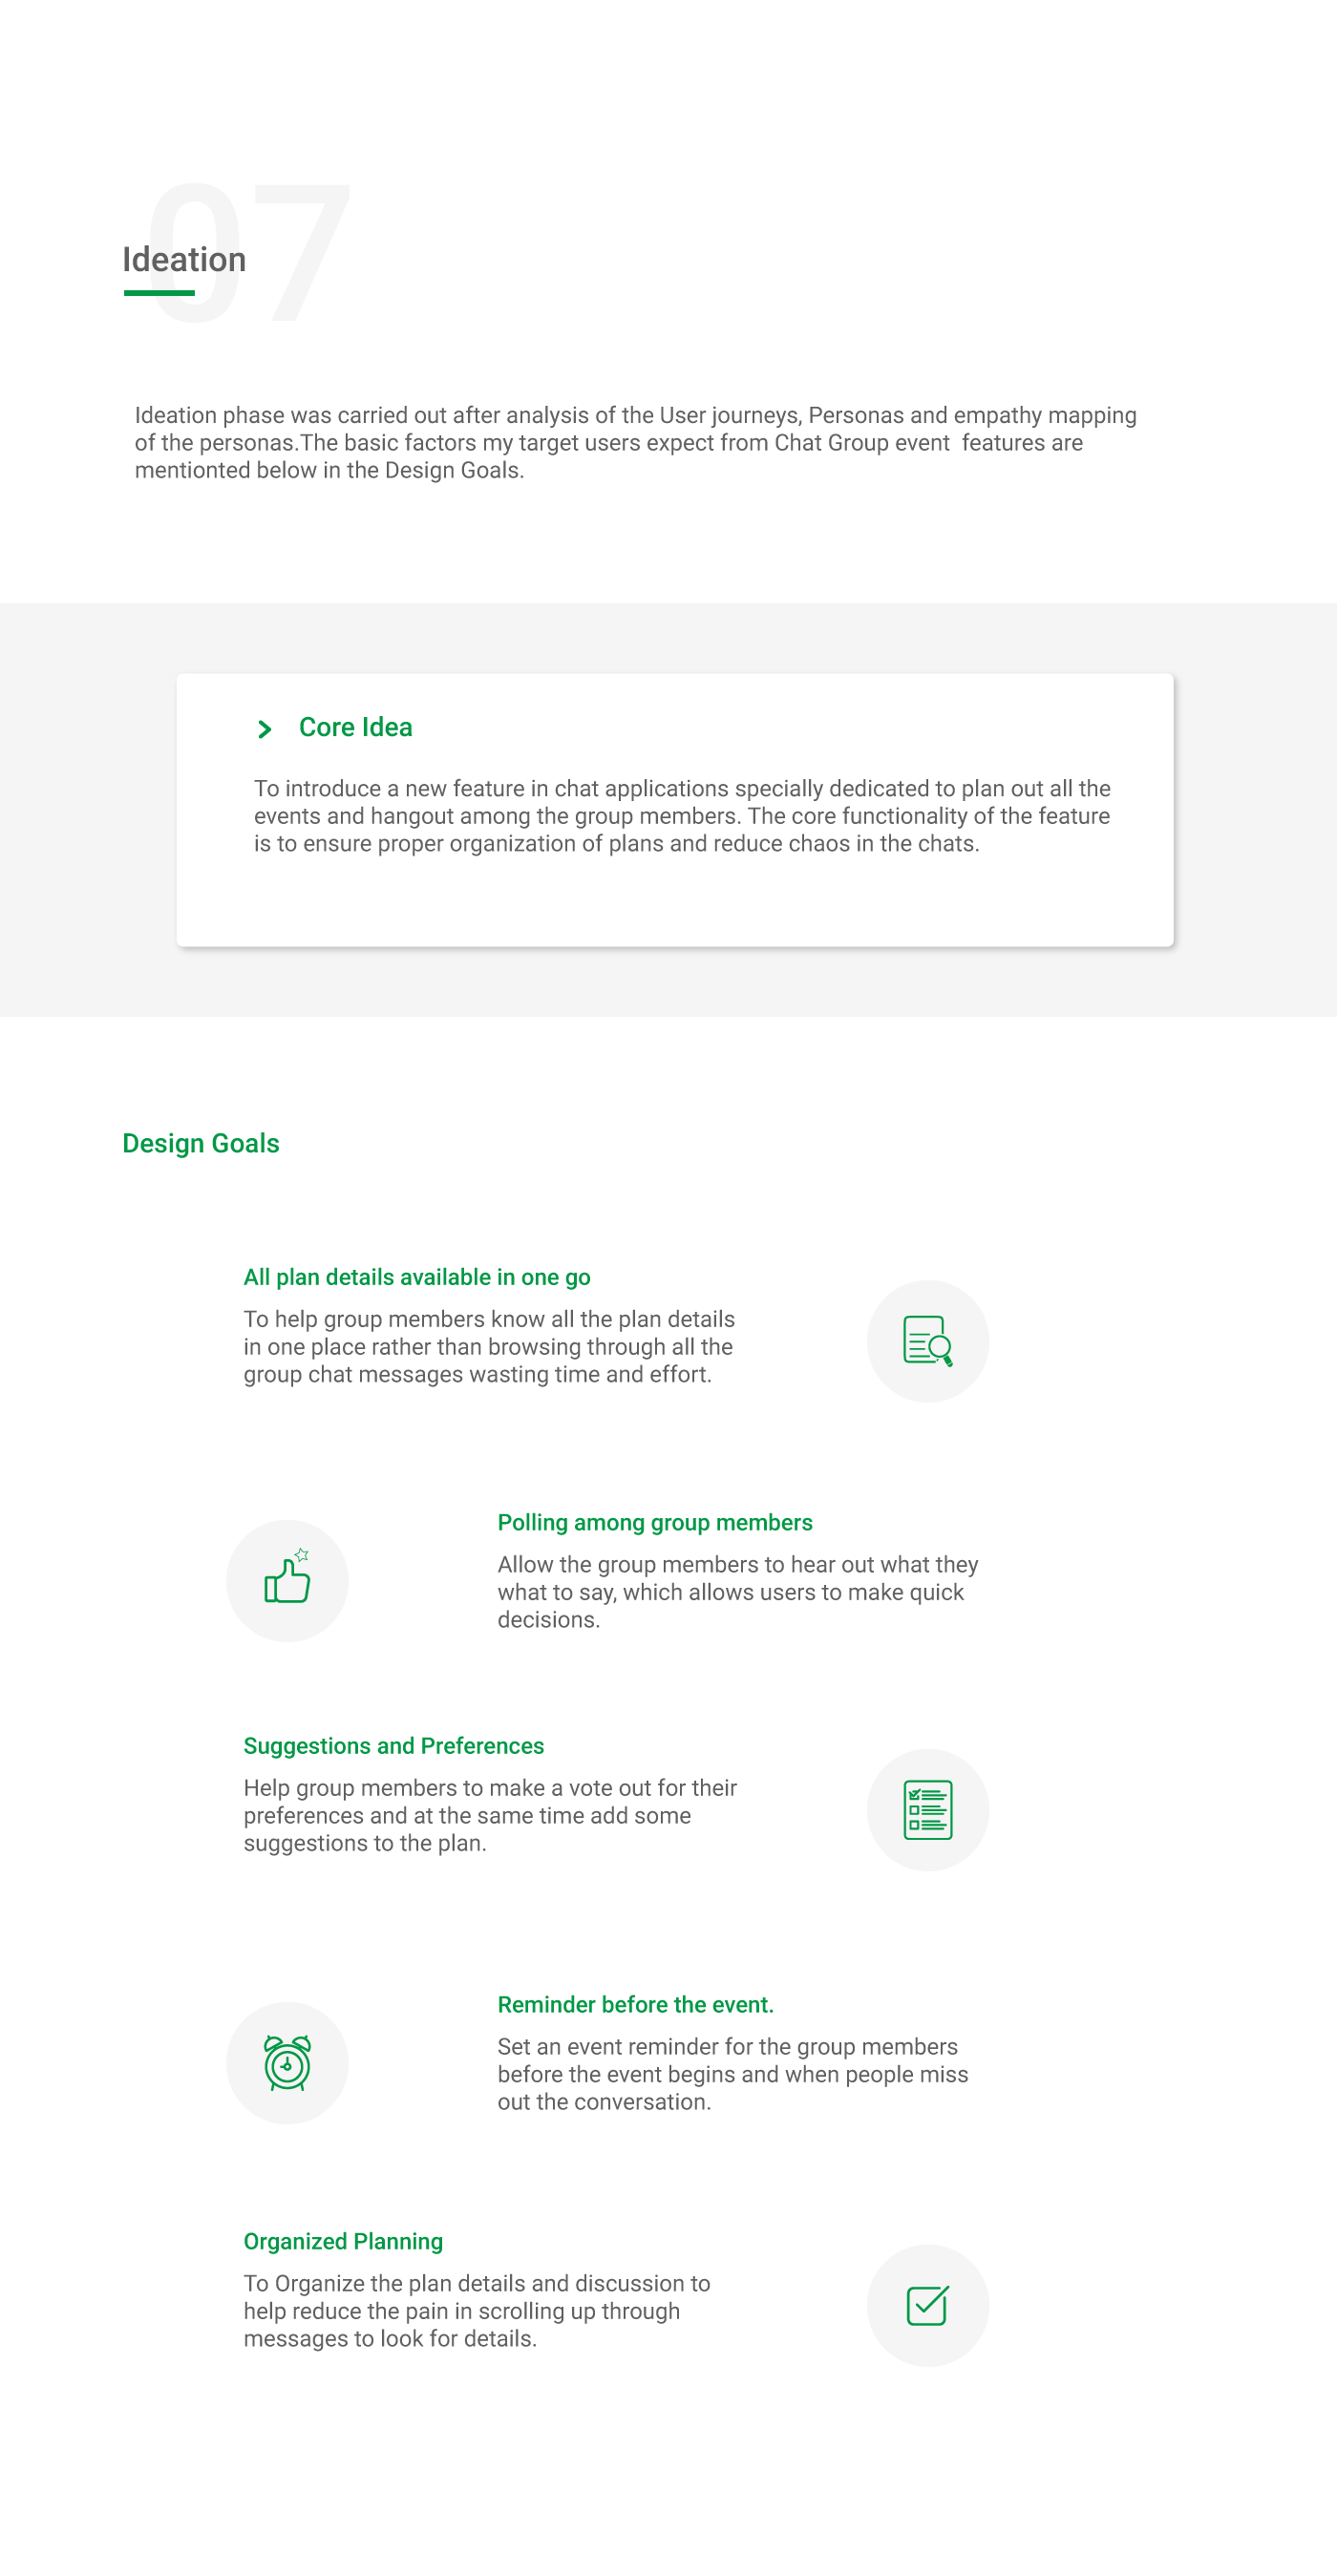 07
Ideation
Ideation phase was carried out after analysis of the User journeys, Personas and empathy mapping
of the personas.The basic factors my target users expect from Chat Group event  features are
mentionted below in the Design Goals.
Core Idea
To introduce a new feature in chat applications specially dedicated to plan out all the
events and hangout among the group members. The core functionality of the feature
is to ensure proper organization of plans and reduce chaos in the chats.
Design Goals
All plan details available in one go
To help group members know all the plan details
in one place rather than browsing through all the
group chat messages wasting time and effort.
Polling among group members
Allow the group members to hear out what they
what to say, which allows users to make quick
decisions.
Suggestions and Preferences
Help group members to make a vote out for their
preferences and at the same time add some
suggestions to the plan.
Reminder before the event.
Set an event reminder for the group members
before the event begins and when people miss
out the conversation.
Organized Planning
To Organize the plan details and discussion to
help reduce the pain in scrolling up through
messages to look for details.